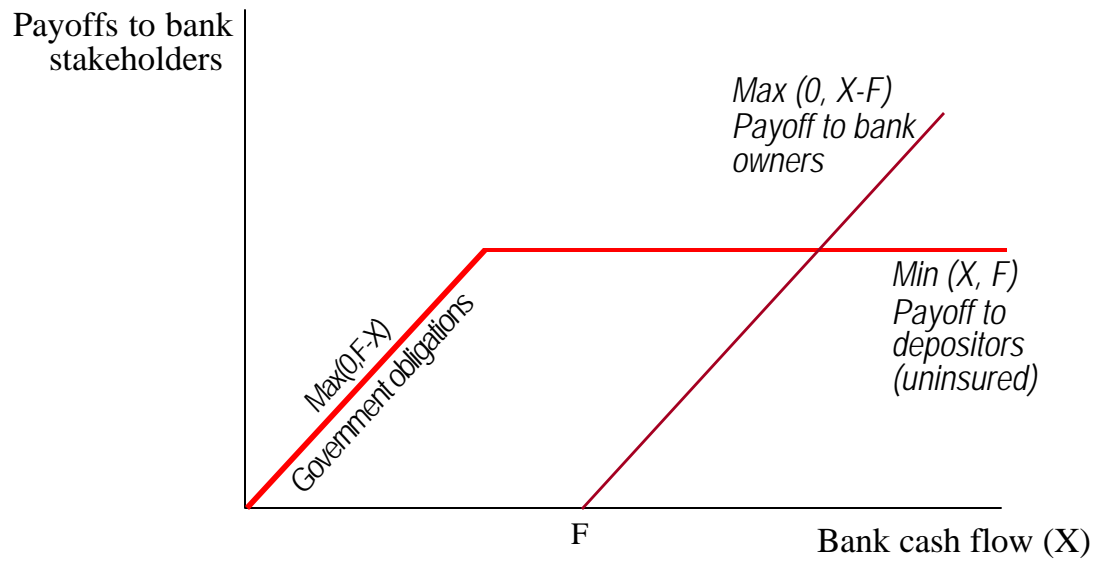 Payoffs to bank
stakeholders
Max (0, X-F)
Payoff to bank
owners
Min (X, F)
Payoff to
depositors
(uninsured)
Max(0,F-X)
Government obligations
F
Bank cash flow (X)